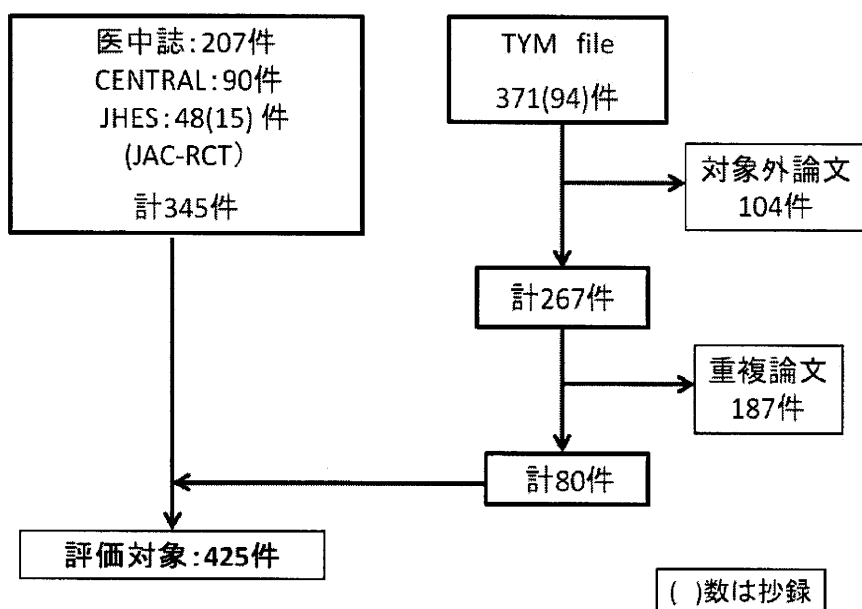 医中誌:207件
CENTRAL:90件
JHES:48(15) 件
(JAC-RCT)
計345件
TYM file
371(94)件
対象外論文
104件
計267件
重複論文
187件
計80件
評価対象:425件
( )数は抄録